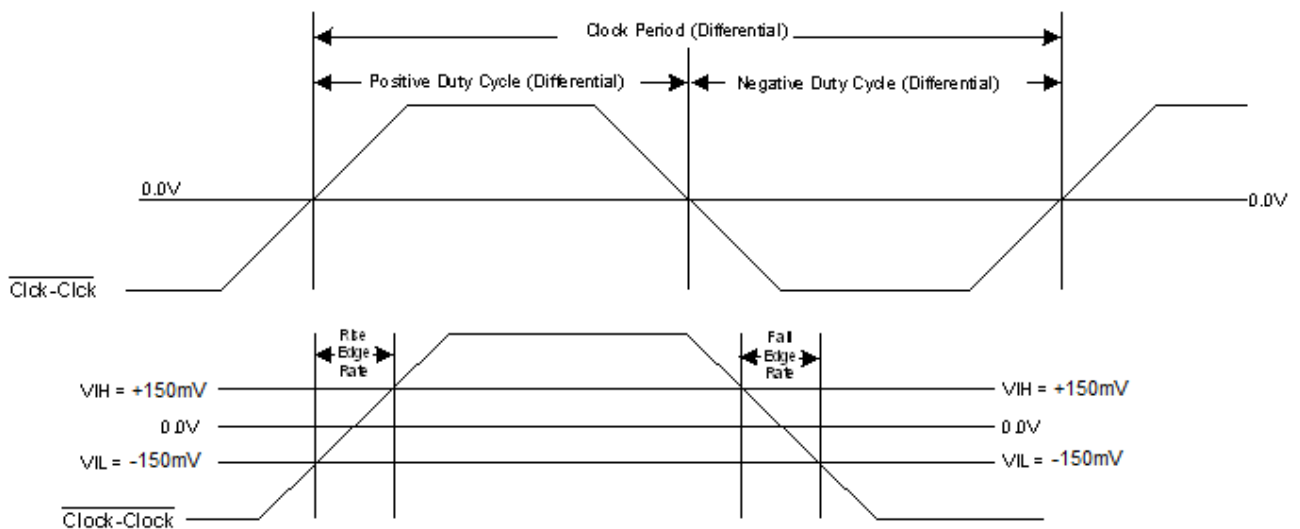 Clock Period (Differential)
Positive Duty Cycle (Differential)
Negative Duty Cycle (Differential)
0.0V
0.0V
Clck-Clck
Rise
Edge
Rate
Fall
Edge
Rate
VIH = +150mV
VIH = +150mV
0.0V
0.0V
VIL = -150mV
VIL = -150mV
Clock-Clock